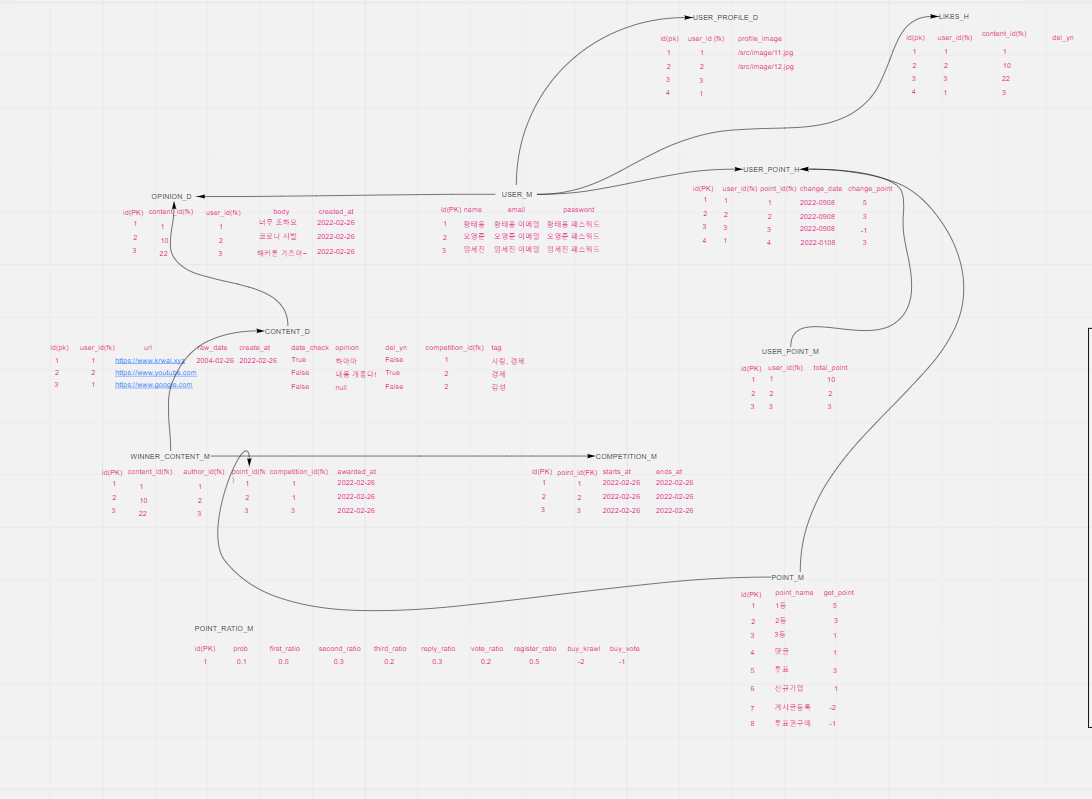 USER_PROFILE_D
id(pk) user_id (fk) profile_image
1 1 /src/image/11.jpg
2 2 /src/image/12.jpg
3 3
4 1
LIKES_H
id(pk) user_id(fk) content_id(fk) del_yn
1 1 1
2 2 10
3 3 22
4 1 3
OPINION_D
id(PK) content_id(fk) user_id(fk) body created_at
1 1 1 너무 조하요 2022-02-26
2 10 2 코로나 시발 2022-02-26
3 22 3 해커톤 가즈아~ 2022-02-26
USER_M
id(PK) name email password
1 황태용 황태용 이메일 황태용 패스워드
2 오영준 오영준 이메일 오영준 패스워드
3 염세진 염세진 이메일 염세진 패스워드
USER_POINT_H
id(PK) user_id(fk) point_id(fk) change_date change_point
1 1 1 2022-0908 5
2 2 2 2022-0908 3
3 3 3 2022-0908 -1
4 1 4 2022-0108 3
CONTENT_D
id(pk) user_id(fk) url raw_date create_at date_check opinion del_yn competition_id(fk) tag
1 1 https://www.krwal.xyz 2004-02-26 2022-02-26 True 하아아 False 1 사랑, 경제
2 2 https://www.youtube.com False 내용 개좋다! True 2 경제
3 1 https://www.google.com False null False 2 감성
USER_POINT_M
id(PK) user_id(fk) total_point
1 1 10
2 2 2
3 3 3
WINNER_CONTENT_M
id(PK) content_id(fk) author_id(fk) point_id(fk) competition_id(fk) awarded_at
1 1 1 1 1 2022-02-26
2 10 2 2 1 2022-02-26
3 22 3 3 3 2022-02-26
COMPETITION_M
id(PK) point_id(FK) starts_at ends_at
1 1 2022-02-26 2022-02-26
2 2 2022-02-26 2022-02-26
3 3 2022-02-26 2022-02-26
POINT_M
id(PK) point_name get_point
1 1등 5
2 2등 3
3 3등 1
4 댓글 1
5 투표 3
6 신규가입 1
7 게시글등록 -2
8 투표권구매 -1
POINT_RATIO_M
id(PK) prob first_ratio second_ratio third_ratio reply_ratio vote_ratio register_ratio buy_krawl buy_vote
1 0.1 0.5 0.3 0.2 0.3 0.2 0.5 -2 -1